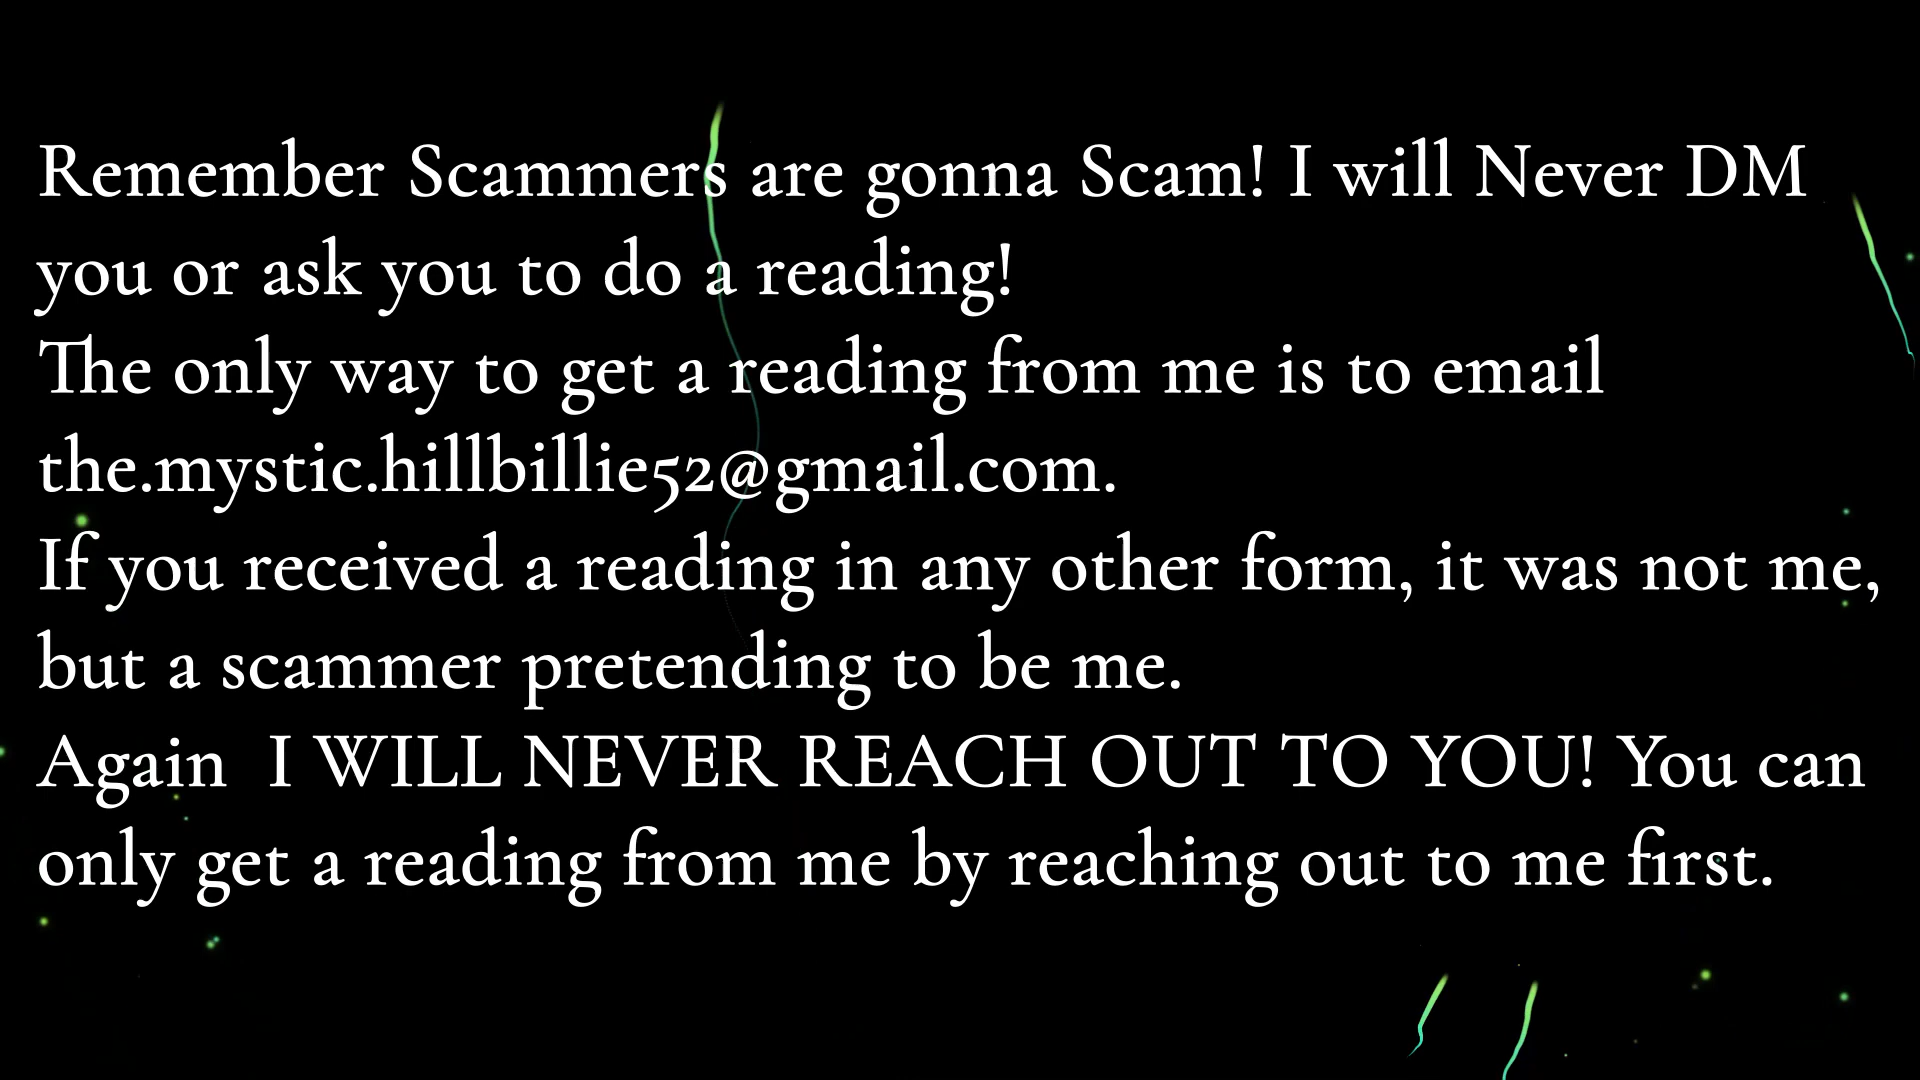 Remember Scammers are gonna Scam! I will Never DM
you or ask you to do a reading!
The only way to get a reading from me is to email
the.mystic.hillbillie52@gmail.com.
If you received a reading in any other form, it was not me,
but a scammer pretending to be me.
Again  I WILL NEVER REACH OUT TO YOU! You can
only get a reading from me by reaching out to me first.